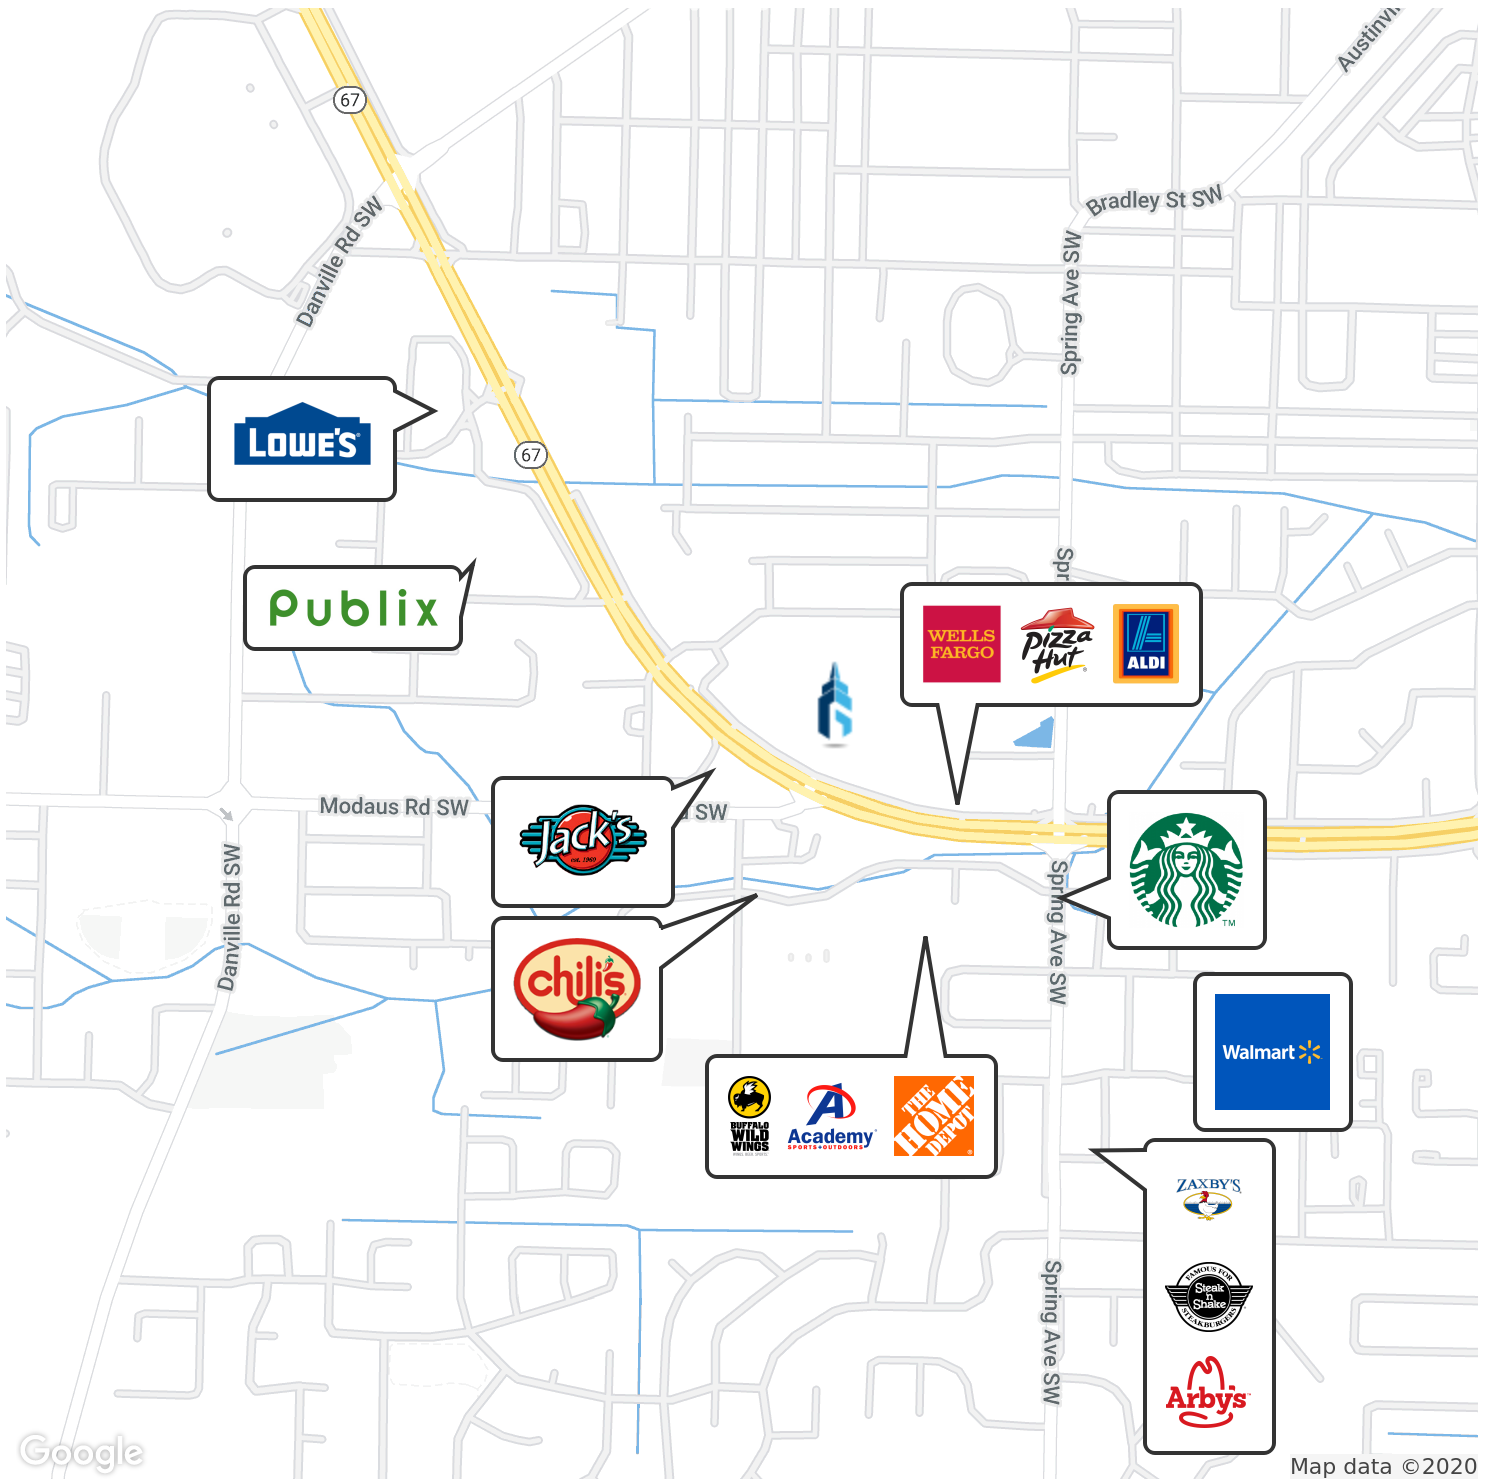 Austinvi
67
Bradley St SW
Danville Rd SW
Spring Ave SW
LOWE'S
67
Spr
Publix
WELLS
FARGO
Pizza
Hut
ALDI
Modaus Rd SW
d SW
Jack's
est. 1960
Danville Rd SW
Spring Ave SW
TM
chili's
Walmart
BUFFALO
WILD
WINGS
Academy
SPORTS+OUTDOORS
THE
HOME
DEPOT
ZAXBY'S
FAMOUS FOR
Steak
'n
Shake
STEAKBURGERS
Spring Ave SW
Arby's
Google
Map data ©2020